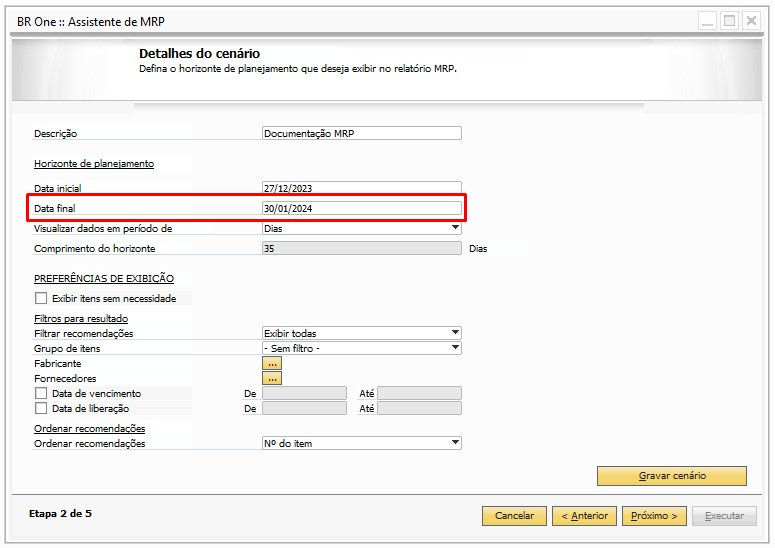 BR One :: Assistente de MRP
Detalhes do cenário
Defina o horizonte de planejamento que deseja exibir no relatório MRP.
Descrição Documentação MRP
Horizonte de planejamento
Data inicial 27/12/2023
Data final 30/01/2024
Visualizar dados em período de Dias
Comprimento do horizonte 35 Dias
PREFERÊNCIAS DE EXIBIÇÃO
Exibir itens sem necessidade
Filtros para resultado
Filtrar recomendações Exibir todas
Grupo de itens - Sem filtro -
Fabricante ...
Fornecedores ...
Data de vencimento De Até
Data de liberação De Até
Ordenar recomendações
Ordenar recomendações Nº do item
Gravar cenário
Etapa 2 de 5 Cancelar < Anterior Próximo > Executar